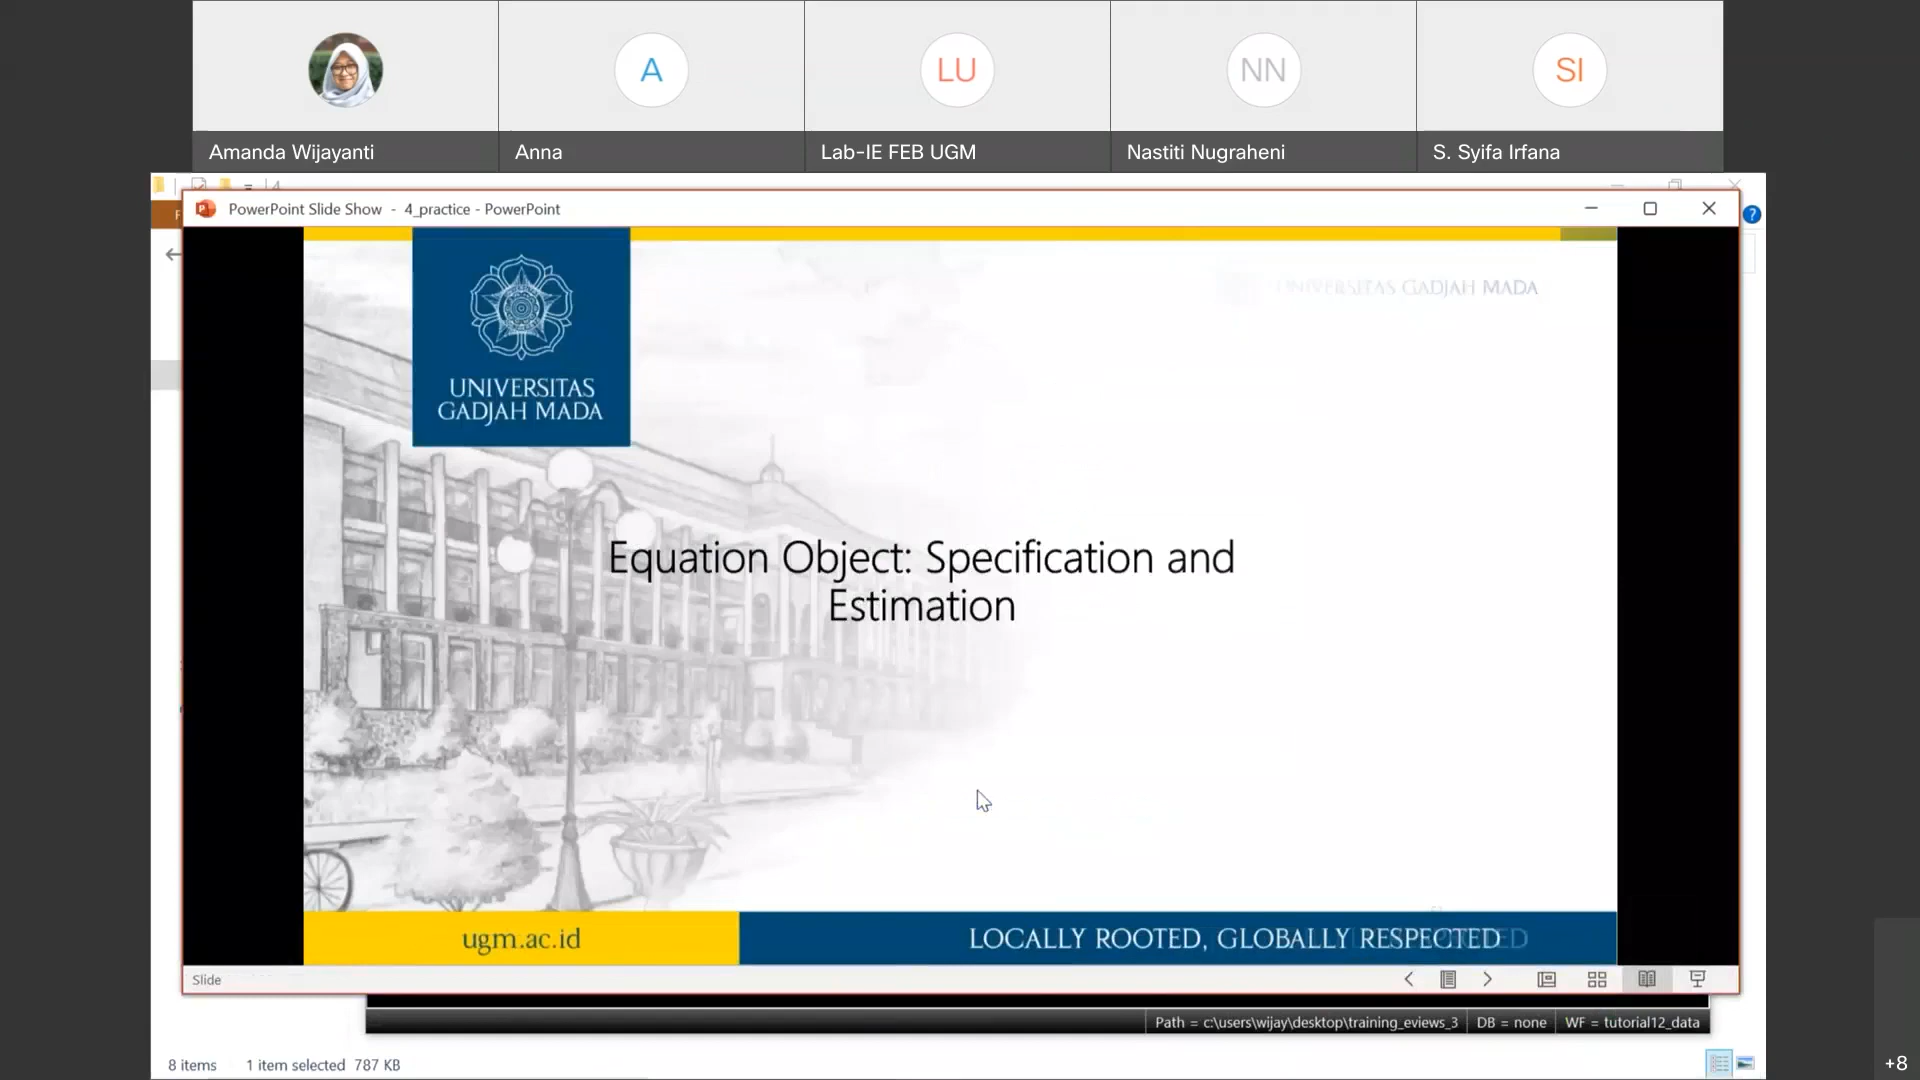 A
LU
NN
SI
Amanda Wijayanti
Anna
Lab-IE FEB UGM
Nastiti Nugraheni
S. Syifa Irfana
4
F
PowerPoint Slide Show - 4_practice - PowerPoint
?
UNIVERSITAS
GADJAH MADA
UNIVERSITAS GADJAH MADA
Equation Object: Specification and
Estimation
ugm.ac.id
LOCALLY ROOTED, GLOBALLY RESPECTED
Slide
Path = c:\users\wijay\desktop\training_eviews_3
DB = none
WF = tutorial12_data
8 items
1 item selected 787 KB
+8